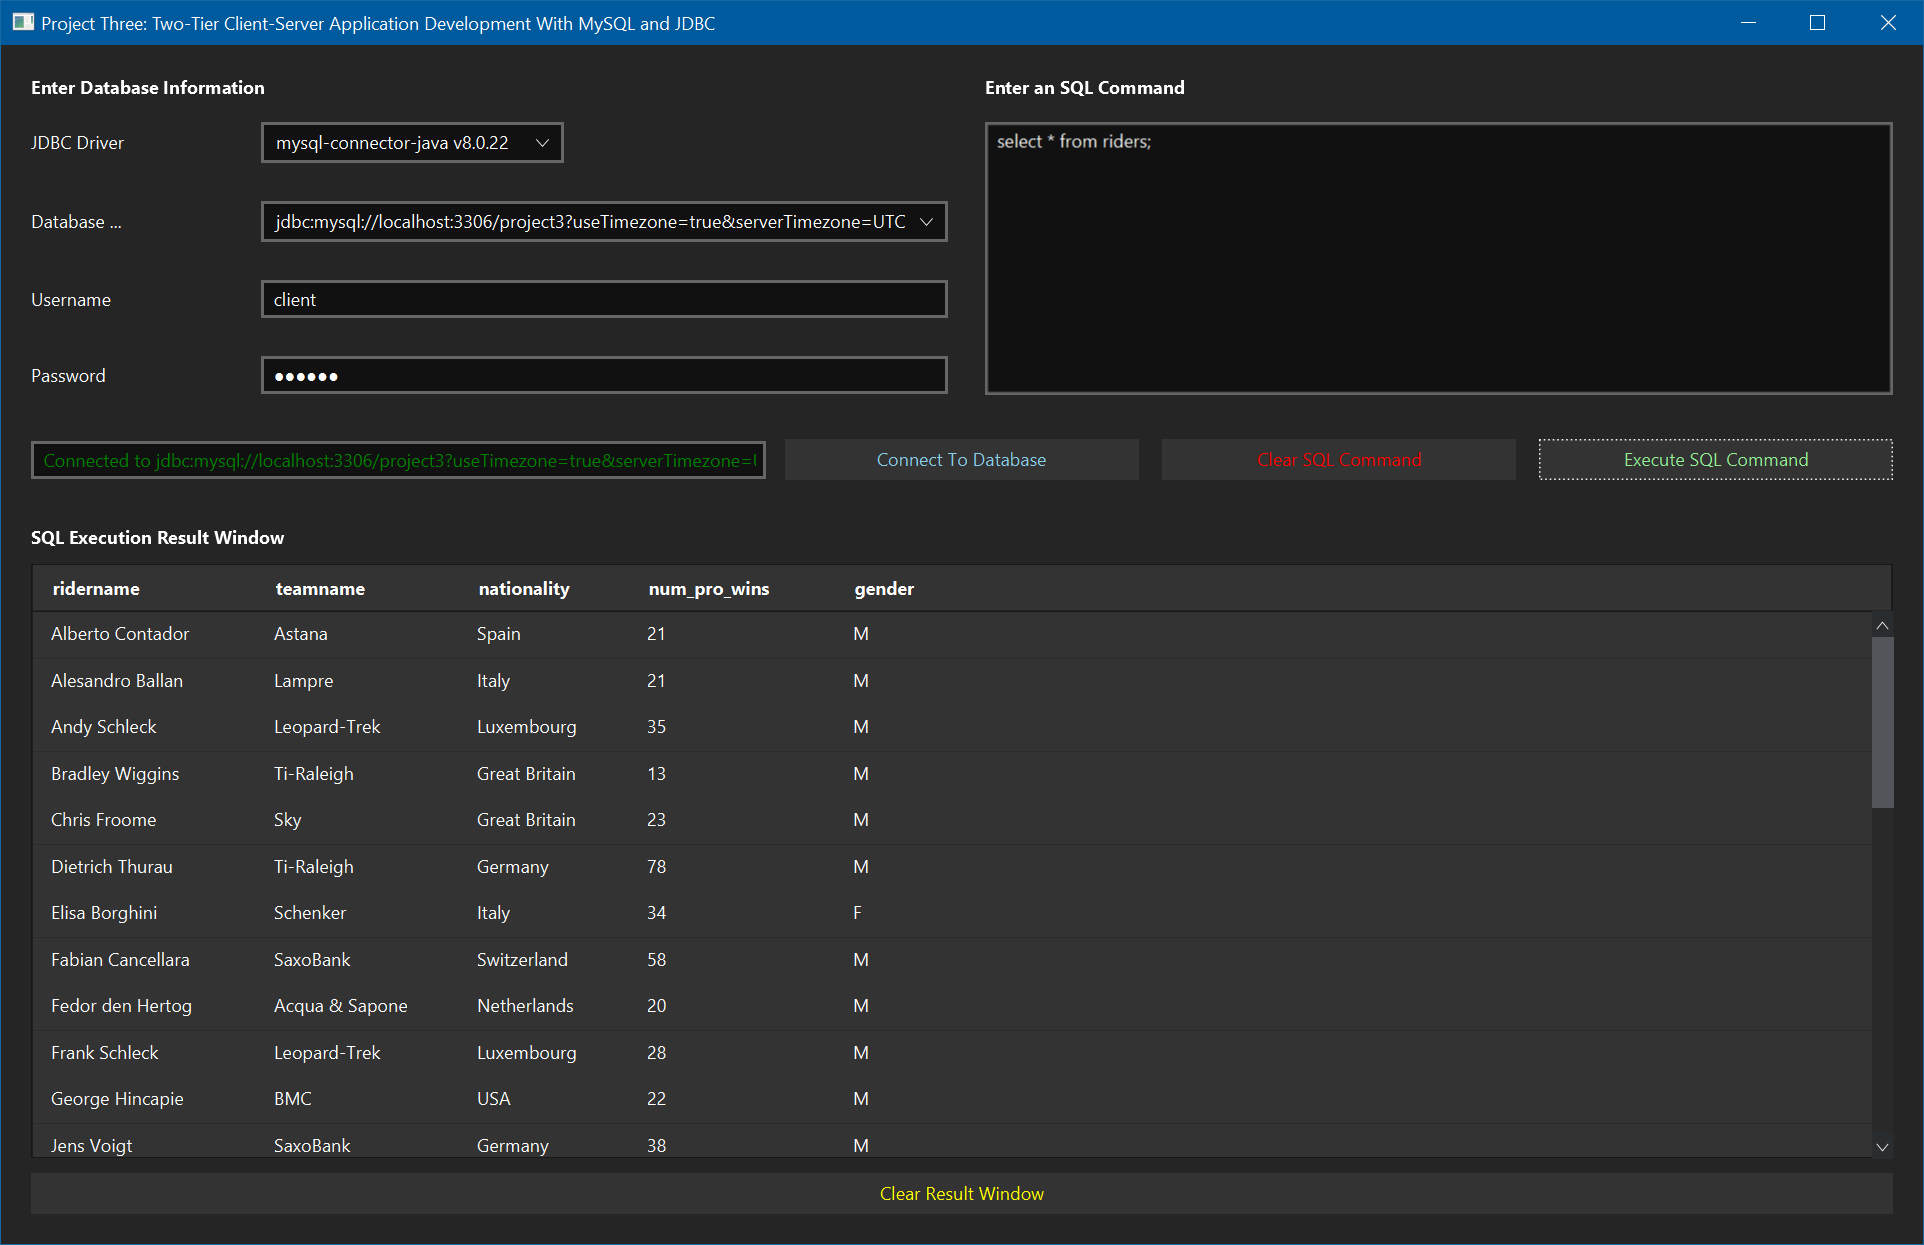 Project Three: Two-Tier Client-Server Application Development With MySQL and JDBC
Enter Database Information
JDBC Driver
mysql-connector-java v8.0.22
Database ...
jdbc:mysql://localhost:3306/project3?useTimezone=true&serverTimezone=UTC
Username
client
Password
Enter an SQL Command
select * from riders;
Connected to jdbc:mysql://localhost:3306/project3?useTimezone=true&serverTimezone=
Connect To Database
Clear SQL Command
Execute SQL Command
SQL Execution Result Window
ridername teamname nationality num_pro_wins gender
Alberto Contador Astana Spain 21 M
Alesandro Ballan Lampre Italy 21 M
Andy Schleck Leopard-Trek Luxembourg 35 M
Bradley Wiggins Ti-Raleigh Great Britain 13 M
Chris Froome Sky Great Britain 23 M
Dietrich Thurau Ti-Raleigh Germany 78 M
Elisa Borghini Schenker Italy 34 F
Fabian Cancellara SaxoBank Switzerland 58 M
Fedor den Hertog Acqua & Sapone Netherlands 20 M
Frank Schleck Leopard-Trek Luxembourg 28 M
George Hincapie BMC USA 22 M
Jens Voigt SaxoBank Germany 38 M
Clear Result Window